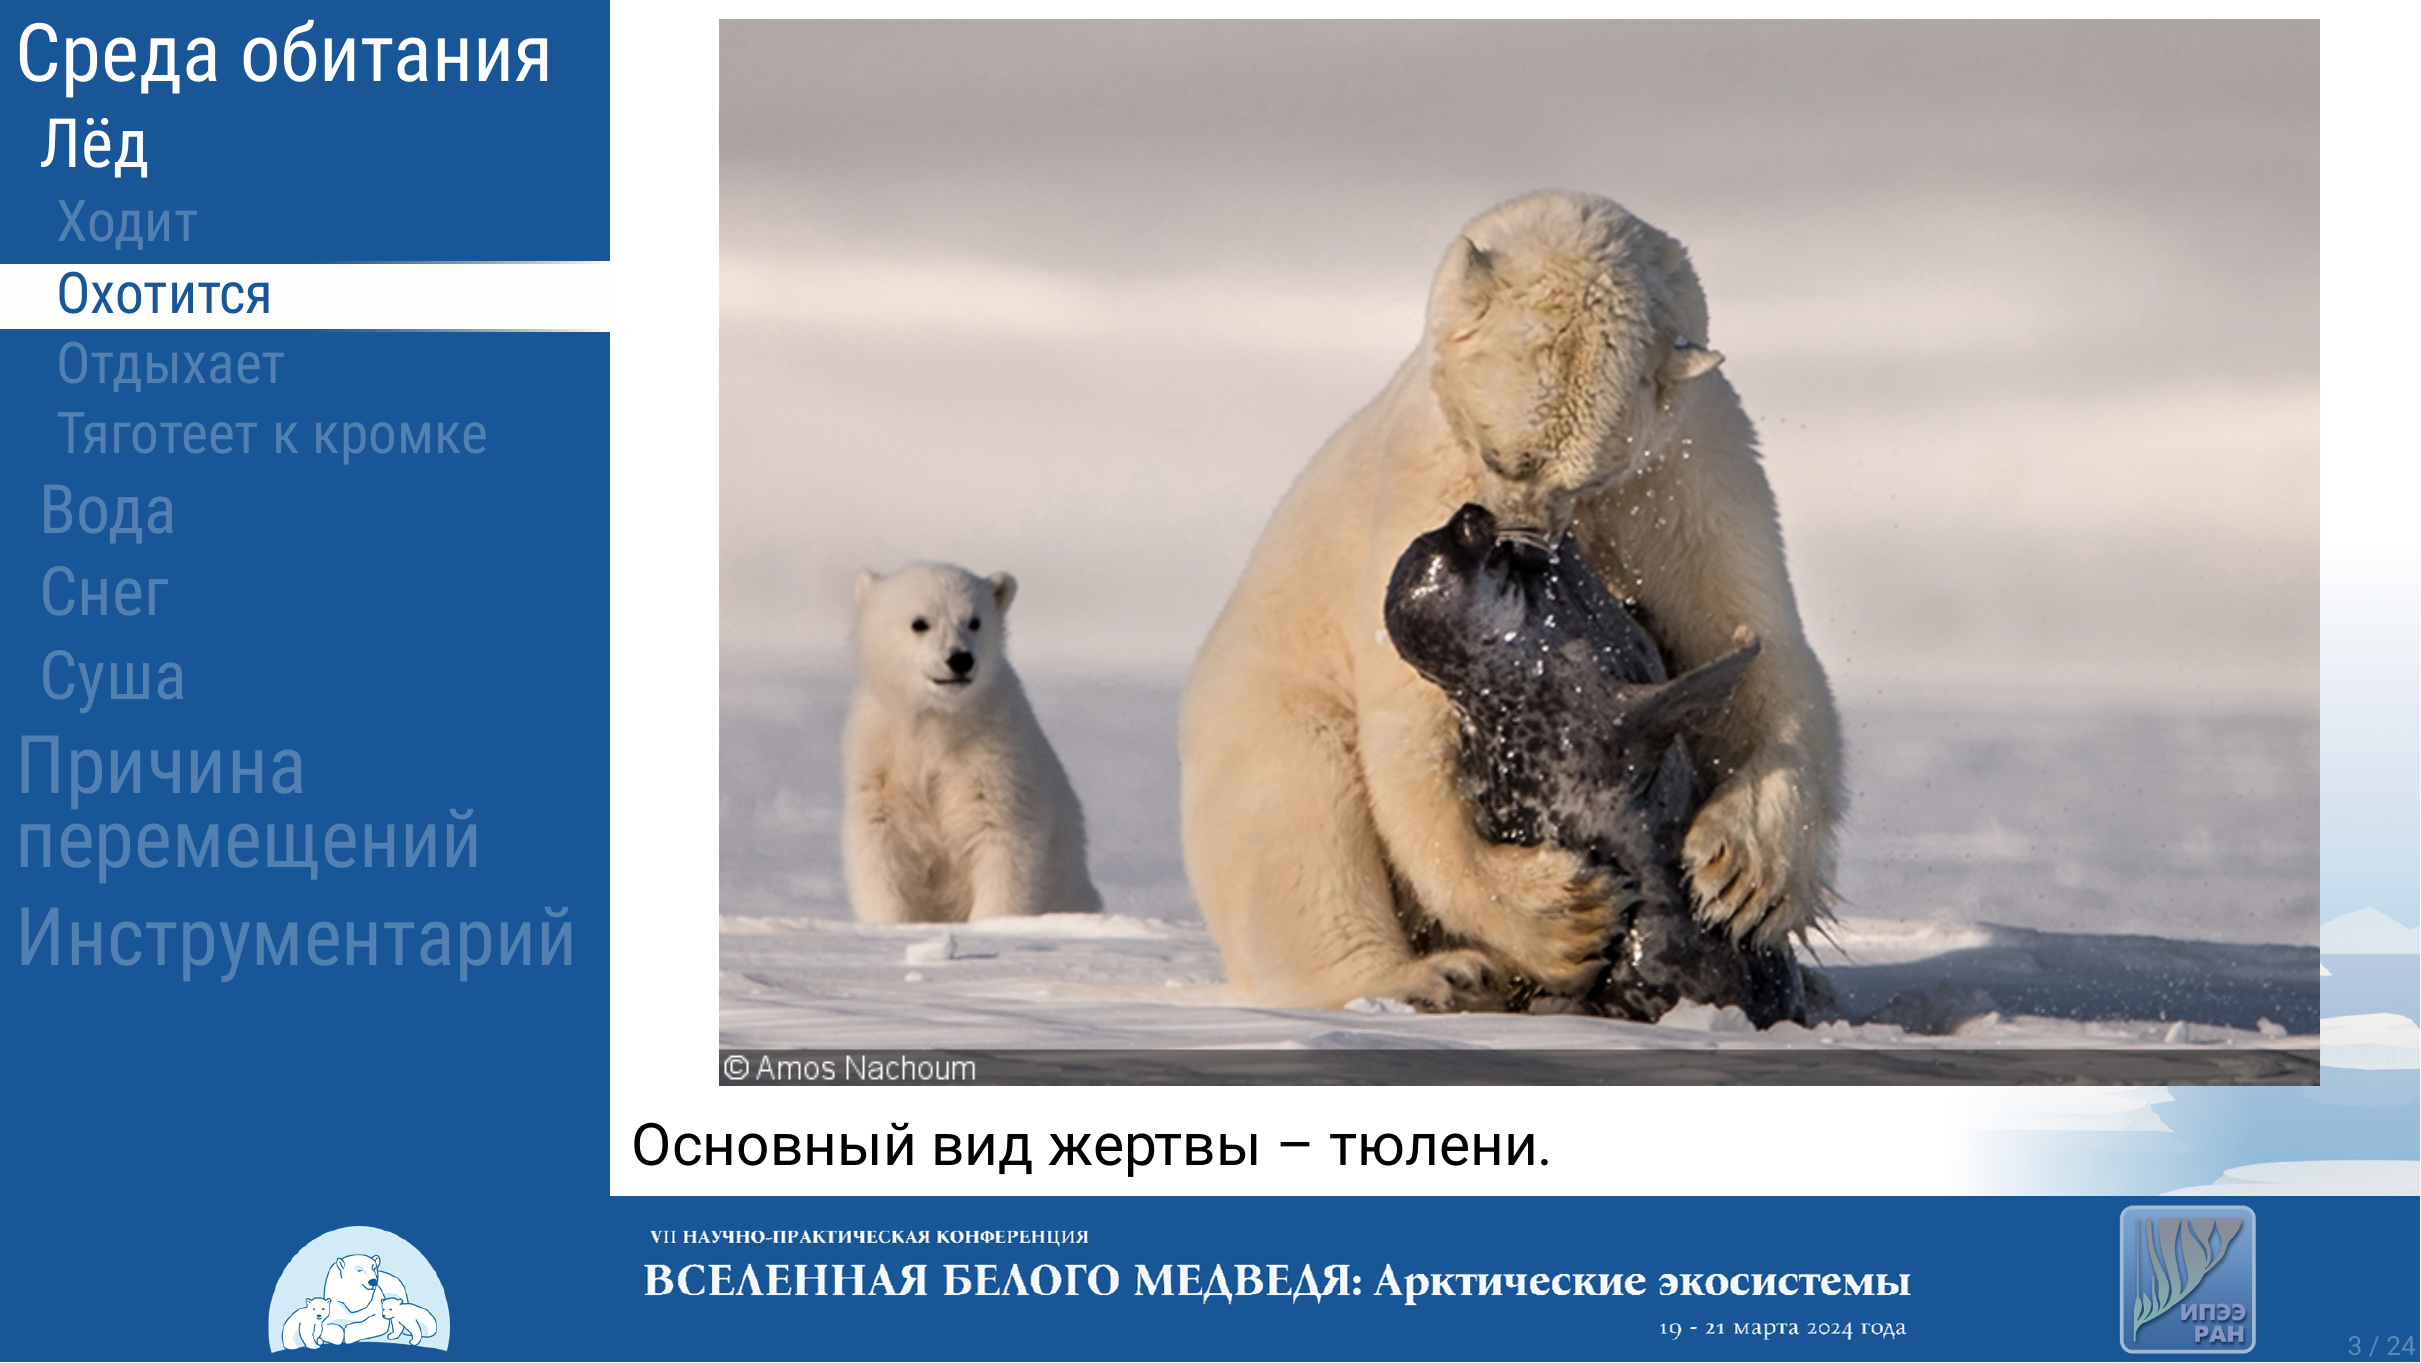 Среда обитания
Лёд
Ходит
Охотится
Отдыхает
Тяготеет к кромке
Вода
Снег
Суша
Причина
перемещений
Инструментарий
© Amos Nachoum
Основный вид жертвы – тюлени.
VII НАУЧНО-ПРАКТИЧЕСКАЯ КОНФЕРЕНЦИЯ
ВСЕЛЕННАЯ БЕЛОГО МЕДВЕДЯ: Арктические экосистемы
19 - 21 марта 2024 года
ИПЭЭ
РАН
3 / 24